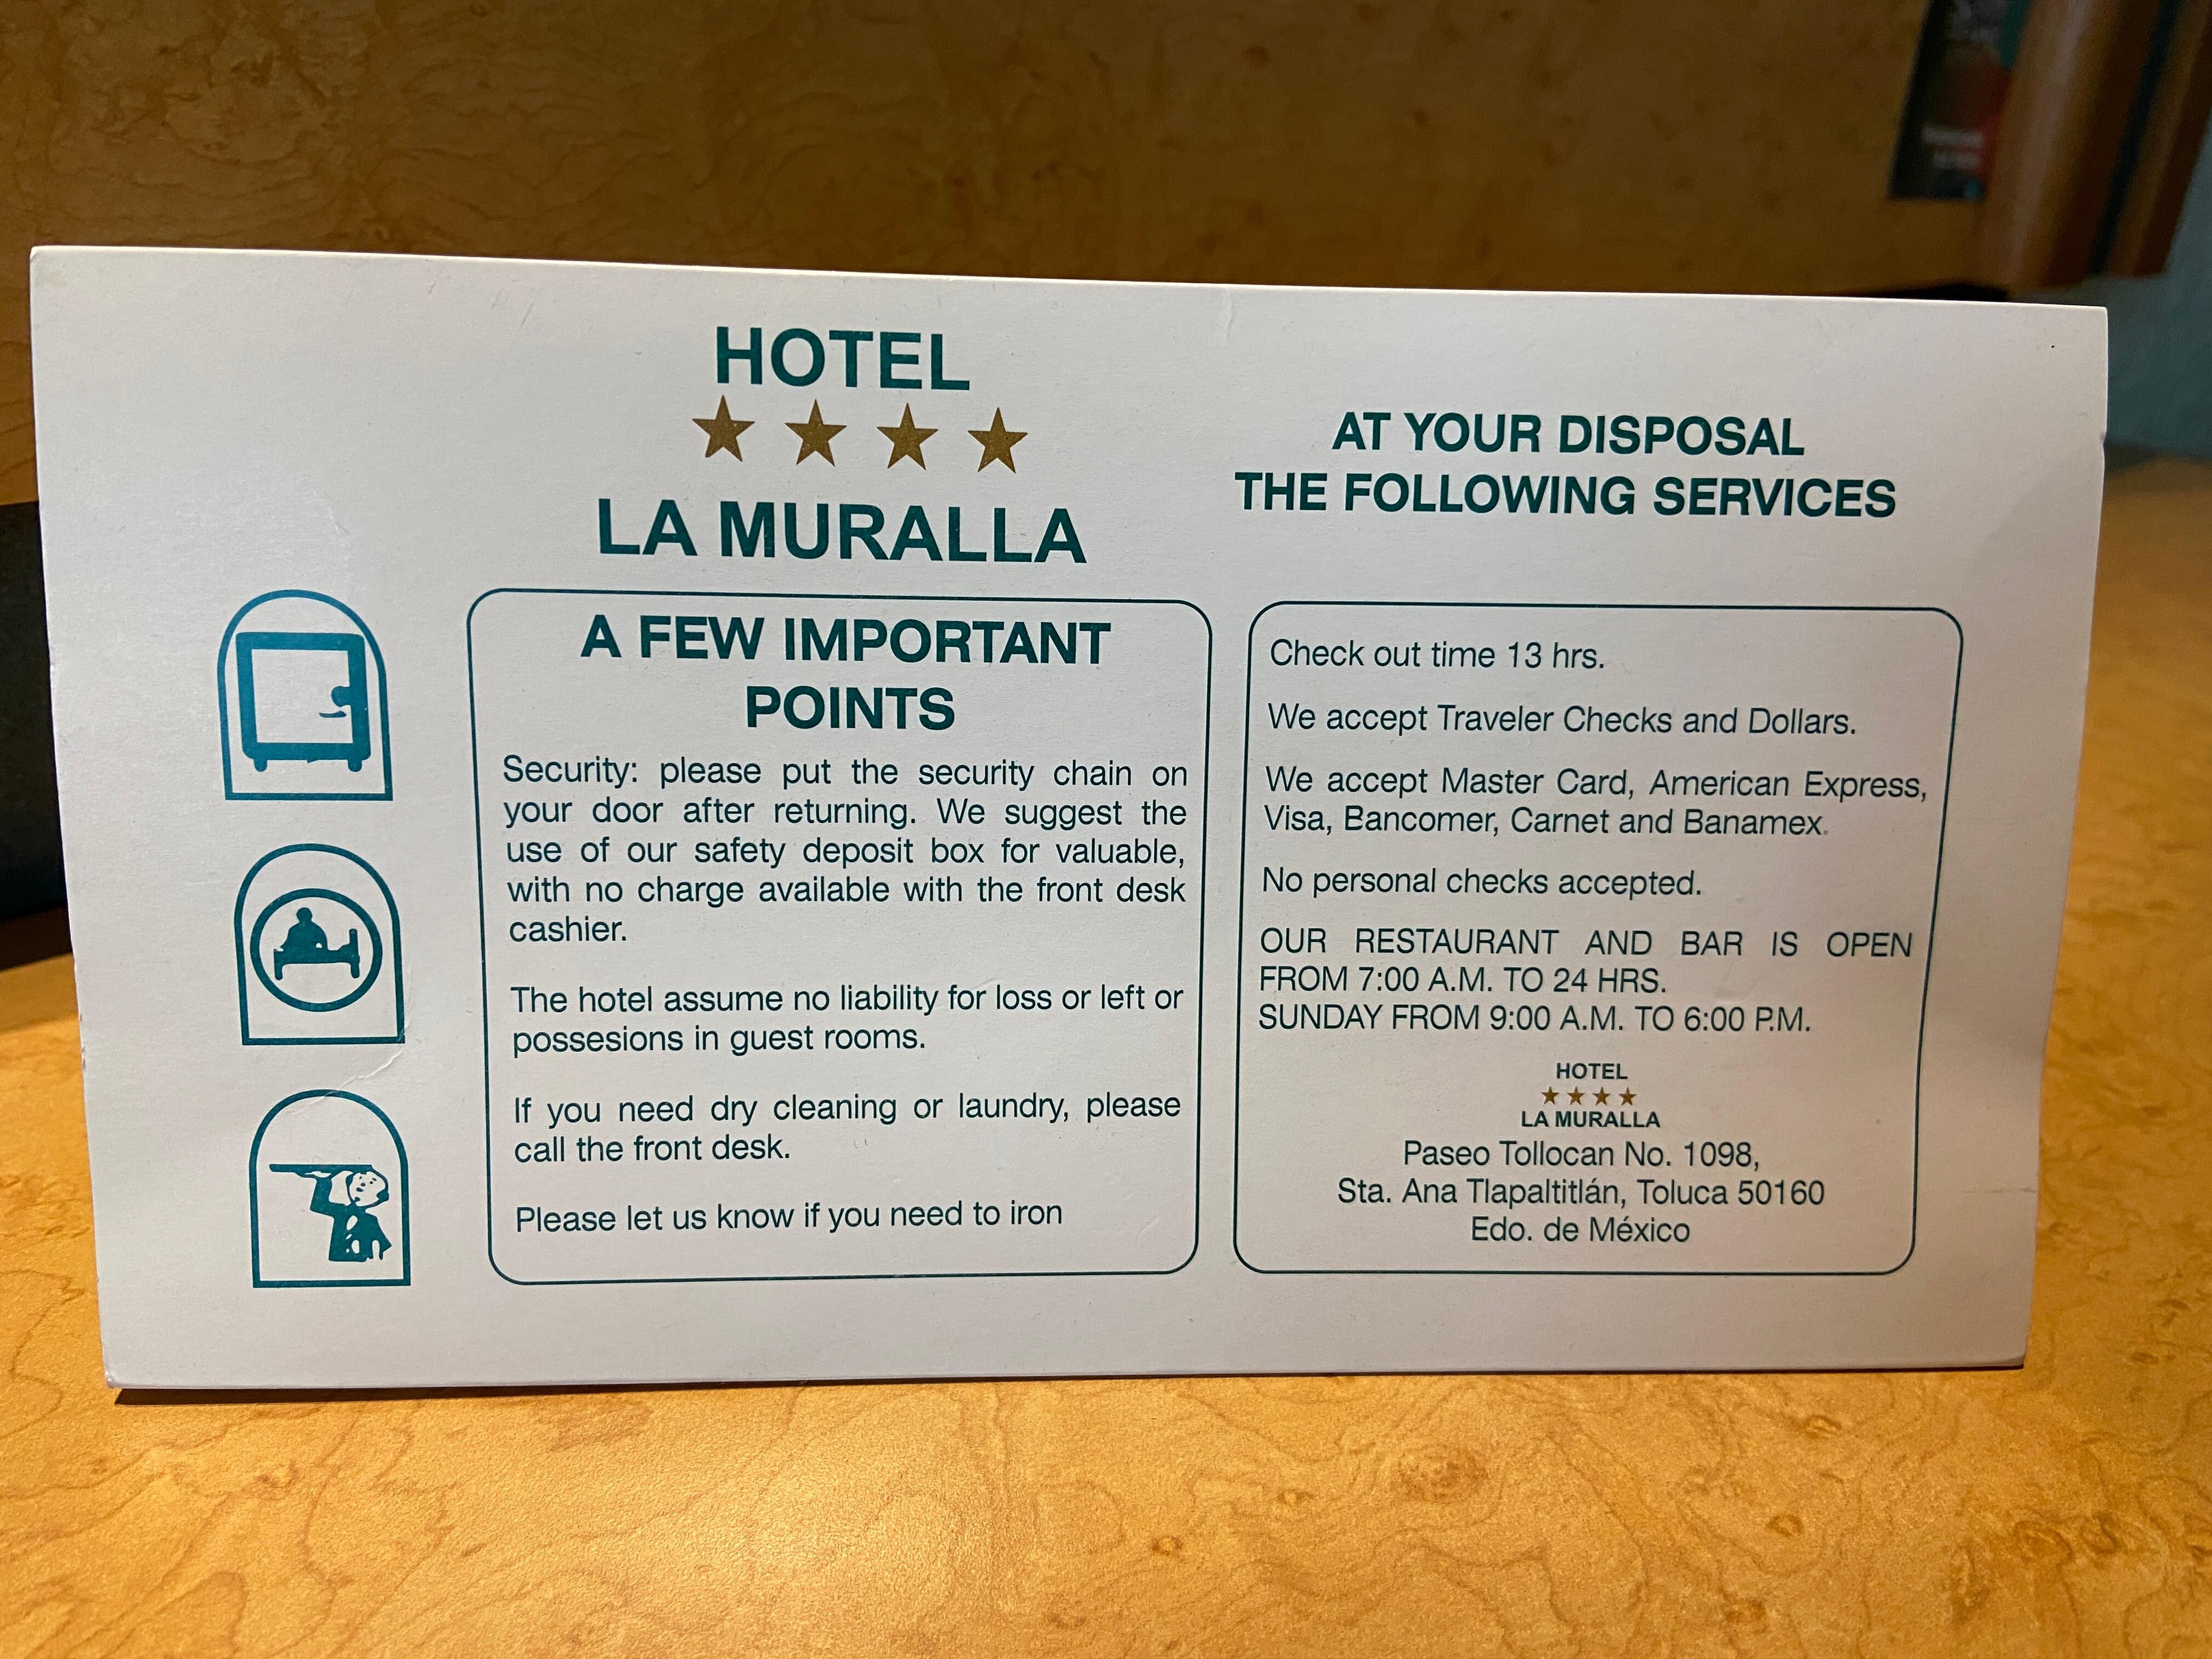 HOTEL
LA MURALLA
A FEW IMPORTANT
POINTS
Security: please put the security chain on
your door after returning. We suggest the
use of our safety deposit box for valuable,
with no charge available with the front desk
cashier.
The hotel assume no liability for loss or left or
possesions in guest rooms.
If you need dry cleaning or laundry, please
call the front desk.
Please let us know if you need to iron
AT YOUR DISPOSAL
THE FOLLOWING SERVICES
Check out time 13 hrs.
We accept Traveler Checks and Dollars.
We accept Master Card, American Express,
Visa, Bancomer, Carnet and Banamex.
No personal checks accepted.
OUR RESTAURANT AND BAR IS OPEN
FROM 7:00 A.M. TO 24 HRS.
SUNDAY FROM 9:00 A.M. TO 6:00 P.M.
HOTEL
LA MURALLA
Paseo Tollocan No. 1098,
Sta. Ana Tlapaltitlán, Toluca 50160
Edo. de México